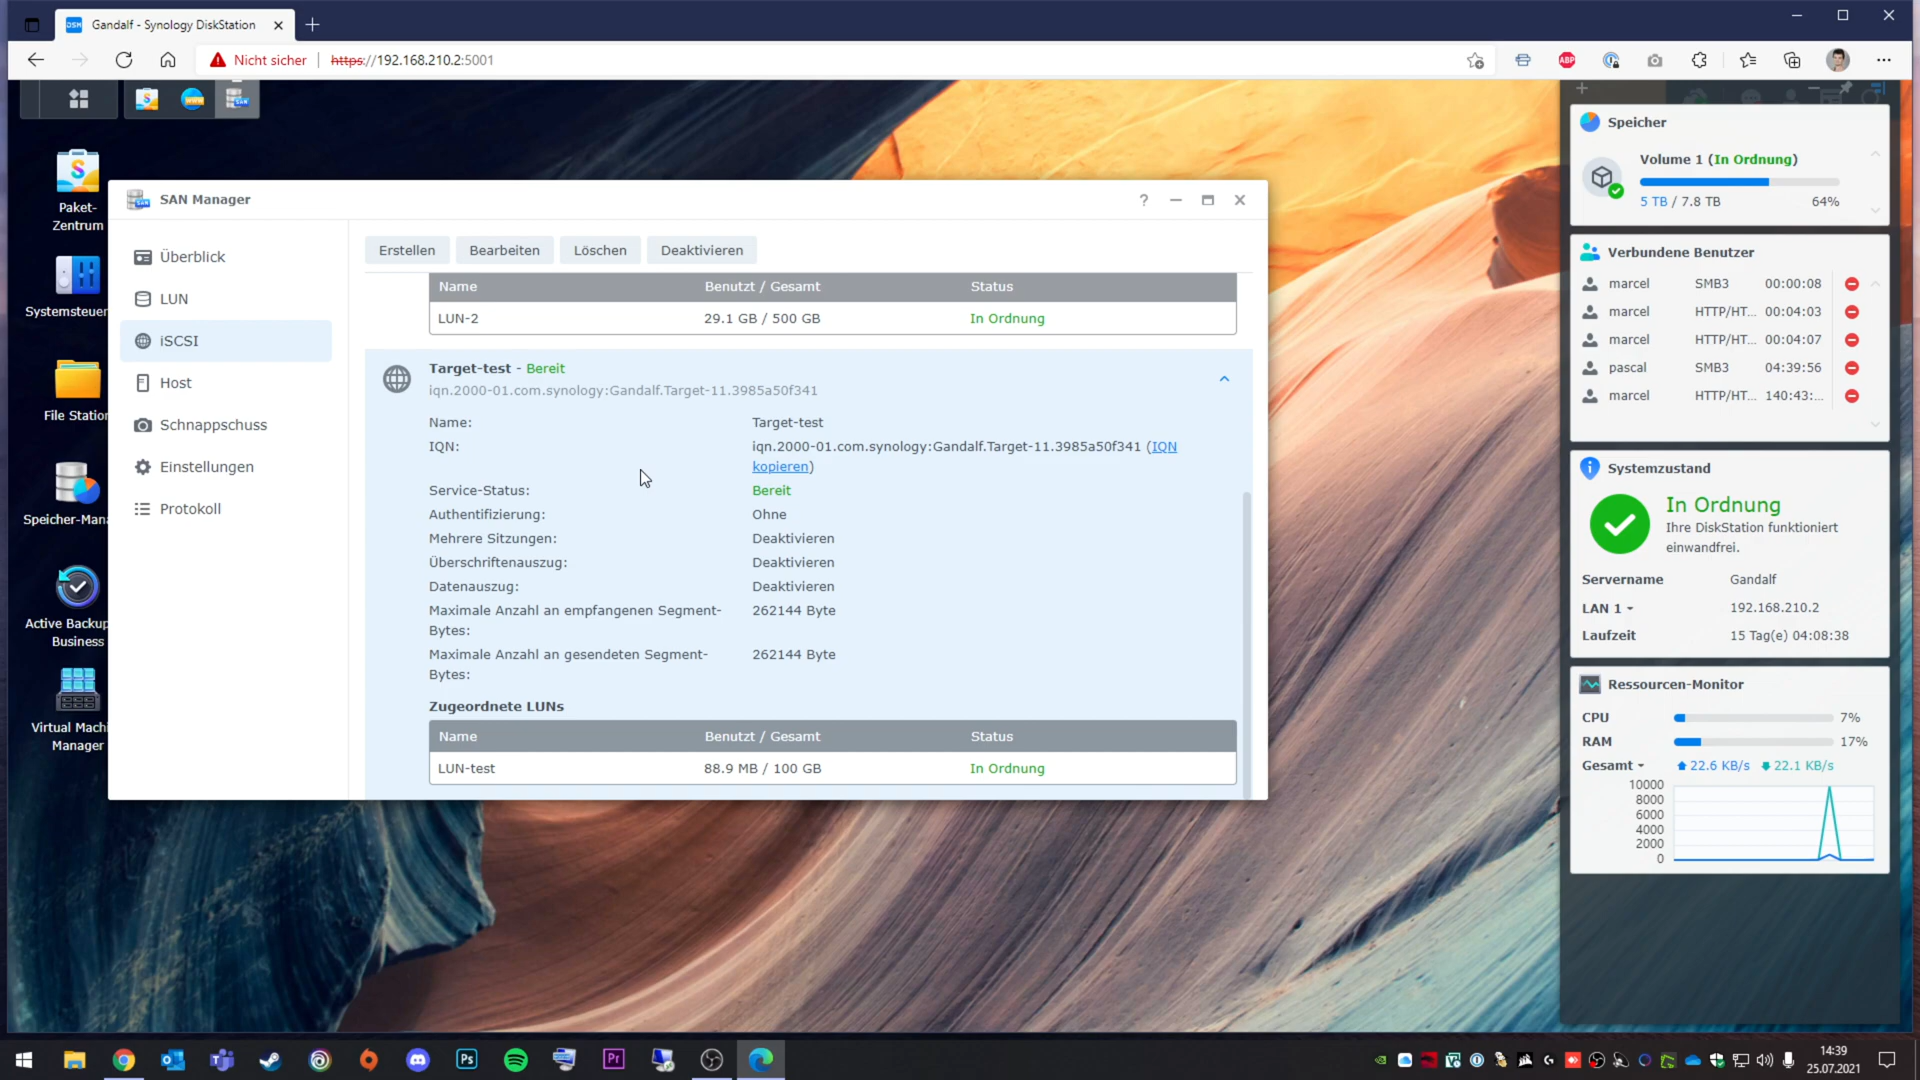 Gandalf - Synology DiskStation
Nicht sicher
https://192.168.210.2:5001
ABP
Paket-
Zentrum
Systemsteuer
File Station
Speicher-Mana
Active Backup
Business
Virtual Machi
Manager
SAN Manager
Überblick
LUN
iSCSI
Host
Schnappschuss
Einstellungen
Protokoll
Erstellen Bearbeiten Löschen Deaktivieren
Name Benutzt / Gesamt Status
LUN-2 29.1 GB / 500 GB In Ordnung
Target-test - Bereit
iqn.2000-01.com.synology:Gandalf.Target-11.3985a50f341
Name: Target-test
IQN: iqn.2000-01.com.synology:Gandalf.Target-11.3985a50f341 (IQN
kopieren)
Service-Status: Bereit
Authentifizierung: Ohne
Mehrere Sitzungen: Deaktivieren
Überschriftenauszug: Deaktivieren
Datenauszug: Deaktivieren
Maximale Anzahl an empfangenen Segment- 262144 Byte
Bytes:
Maximale Anzahl an gesendeten Segment- 262144 Byte
Bytes:
Zugeordnete LUNs
Name Benutzt / Gesamt Status
LUN-test 88.9 MB / 100 GB In Ordnung
Speicher
Volume 1 (In Ordnung)
5 TB / 7.8 TB 64%
Verbundene Benutzer
marcel SMB3 00:00:08
marcel HTTP/HT... 00:04:03
marcel HTTP/HT... 00:04:07
pascal SMB3 04:39:56
marcel HTTP/HT... 140:43:...
Systemzustand
In Ordnung
Ihre DiskStation funktioniert
einwandfrei.
Servername Gandalf
LAN 1 192.168.210.2
Laufzeit 15 Tag(e) 04:08:38
Ressourcen-Monitor
CPU 7%
RAM 17%
Gesamt 22.6 KB/s 22.1 KB/s
10000
8000
6000
4000
2000
0
Ps
Pr
14:39
25.07.2021